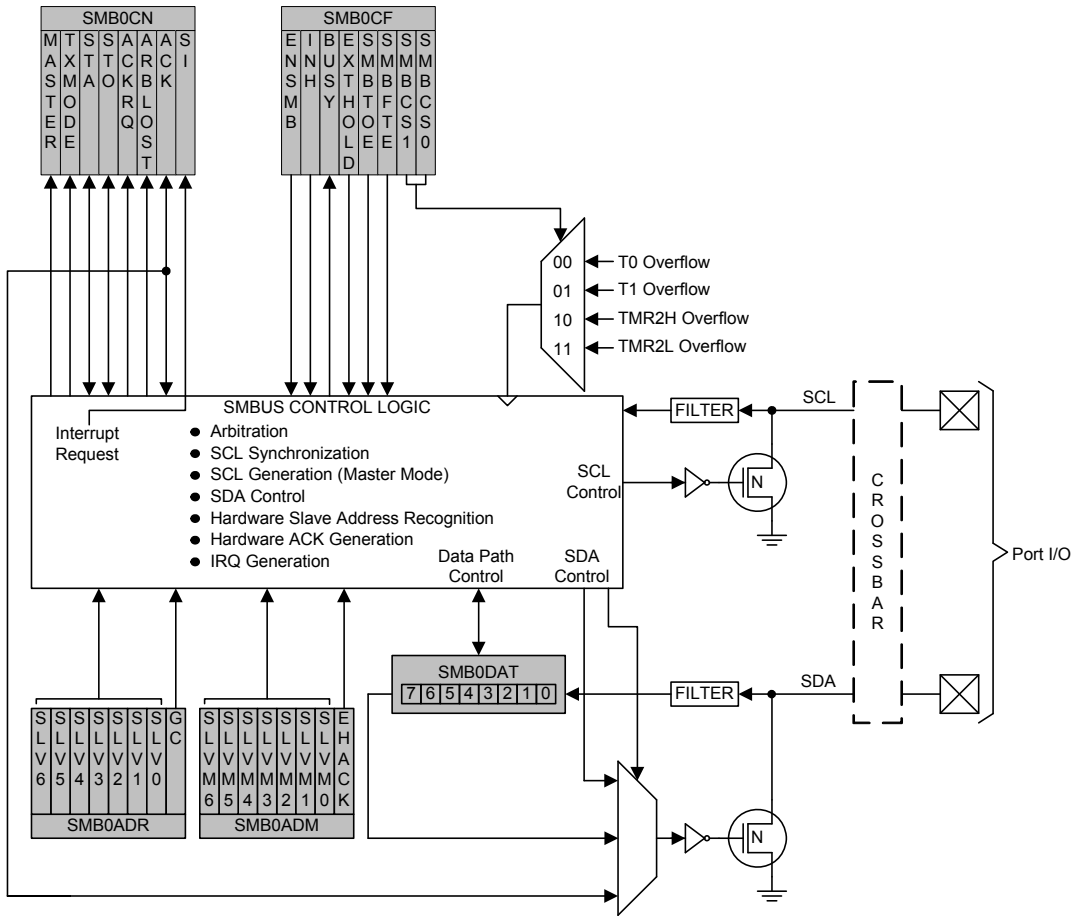 SMB0CN
MASTER
TXMODE
STA
STO
ACKRQ
ARBLOST
ACK
SI
SMB0CF
ENSMB
INH
BUSY
EXTHOLD
SMBTOE
SMBFTE
SMBCS1
SMBCS0
00
01
10
11
T0 Overflow
T1 Overflow
TMR2H Overflow
TMR2L Overflow
SMBUS CONTROL LOGIC
Interrupt
Request
● Arbitration
● SCL Synchronization
● SCL Generation (Master Mode)
● SDA Control
● Hardware Slave Address Recognition
● Hardware ACK Generation
● IRQ Generation
Data Path
Control
SDA
Control
SCL
Control
FILTER
SCL
N
CROSSBAR
Port I/O
SMB0DAT
7 6 5 4 3 2 1 0
FILTER
SDA
N
SLV6
SLV5
SLV4
SLV3
SLV2
SLV1
SLV0
GC
SMB0ADR
SLVM6
SLVM5
SLVM4
SLVM3
SLVM2
SLVM1
SLVM0
EHACK
SMB0ADM